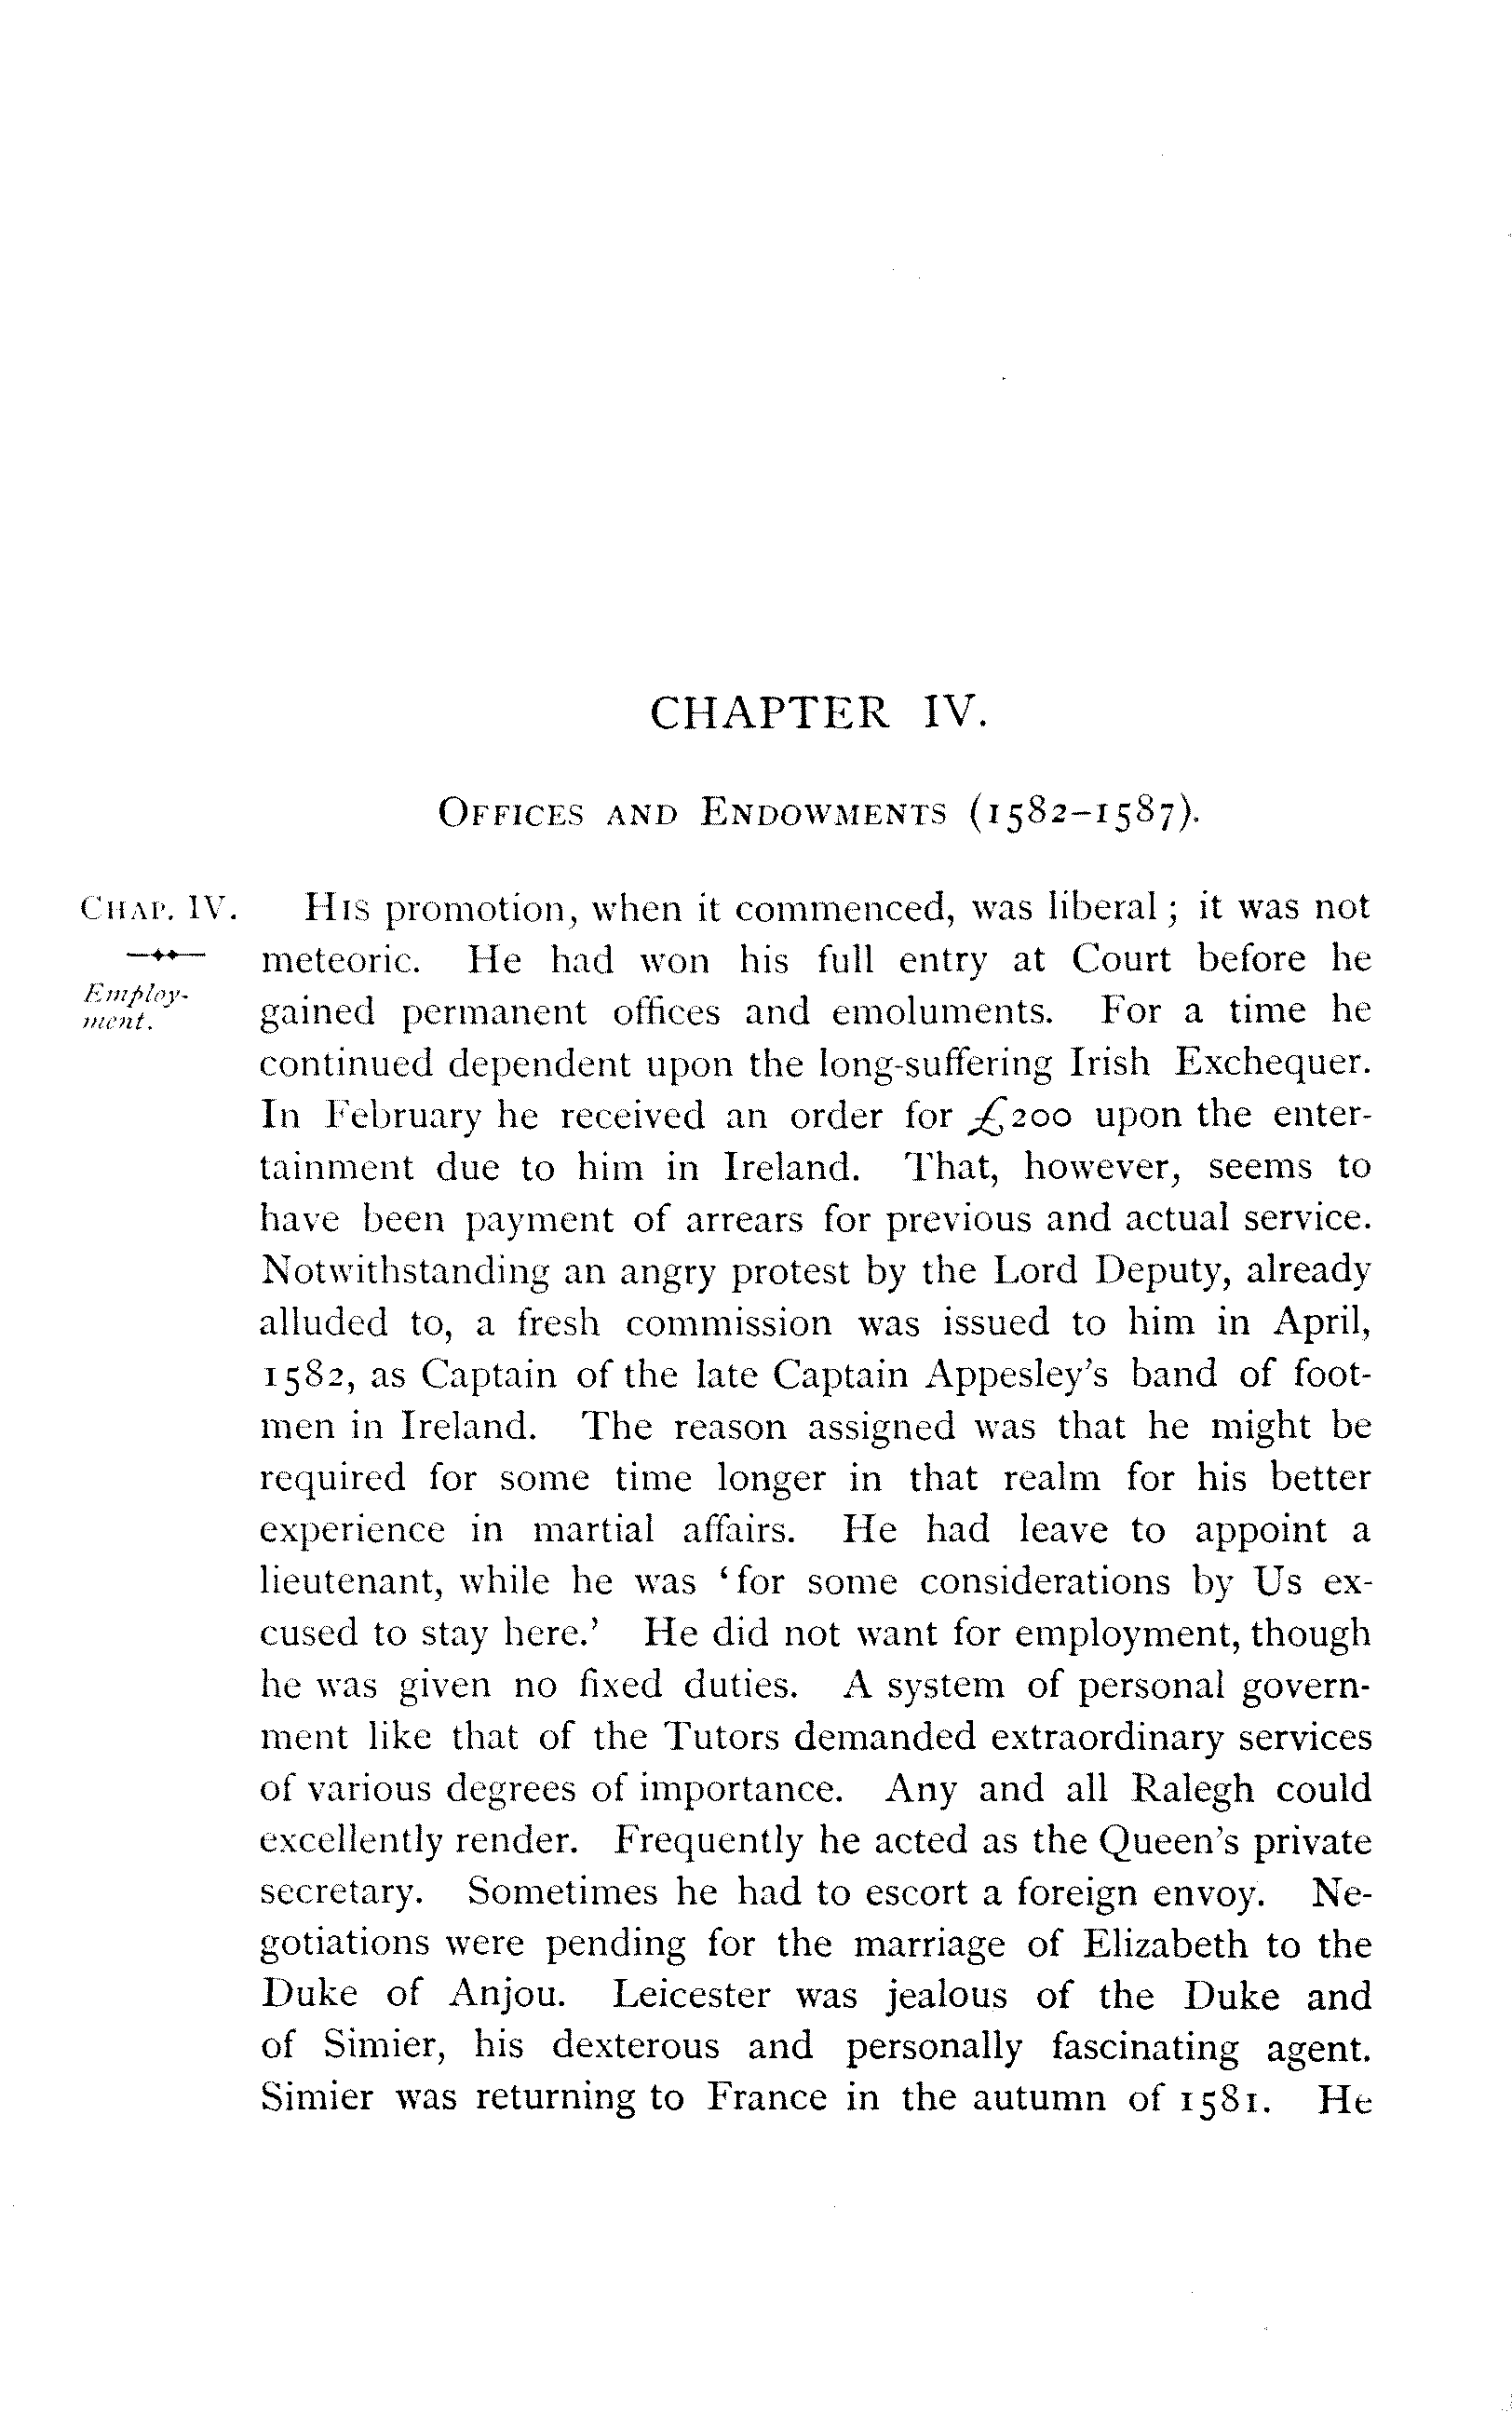 CHAPTER IV.
OFFICES AND ENDOWMENTS (1582–1587).
CHAP. IV.
Employ-
ment.
HIS promotion, when it commenced, was liberal; it was not
meteoric. He had won his full entry at Court before he
gained permanent offices and emoluments. For a time he
continued dependent upon the long-suffering Irish Exchequer.
In February he received an order for £200 upon the enter-
tainment due to him in Ireland. That, however, seems to
have been payment of arrears for previous and actual service.
Notwithstanding an angry protest by the Lord Deputy, already
alluded to, a fresh commission was issued to him in April,
1582, as Captain of the late Captain Appesley's band of foot-
men in Ireland. The reason assigned was that he might be
required for some time longer in that realm for his better
experience in martial affairs. He had leave to appoint a
lieutenant, while he was ‘for some considerations by Us ex-
cused to stay here.’ He did not want for employment, though
he was given no fixed duties. A system of personal govern-
ment like that of the Tutors demanded extraordinary services
of various degrees of importance. Any and all Ralegh could
excellently render. Frequently he acted as the Queen's private
secretary. Sometimes he had to escort a foreign envoy. Ne-
gotiations were pending for the marriage of Elizabeth to the
Duke of Anjou. Leicester was jealous of the Duke and
of Simier, his dexterous and personally fascinating agent.
Simier was returning to France in the autumn of 1581. He